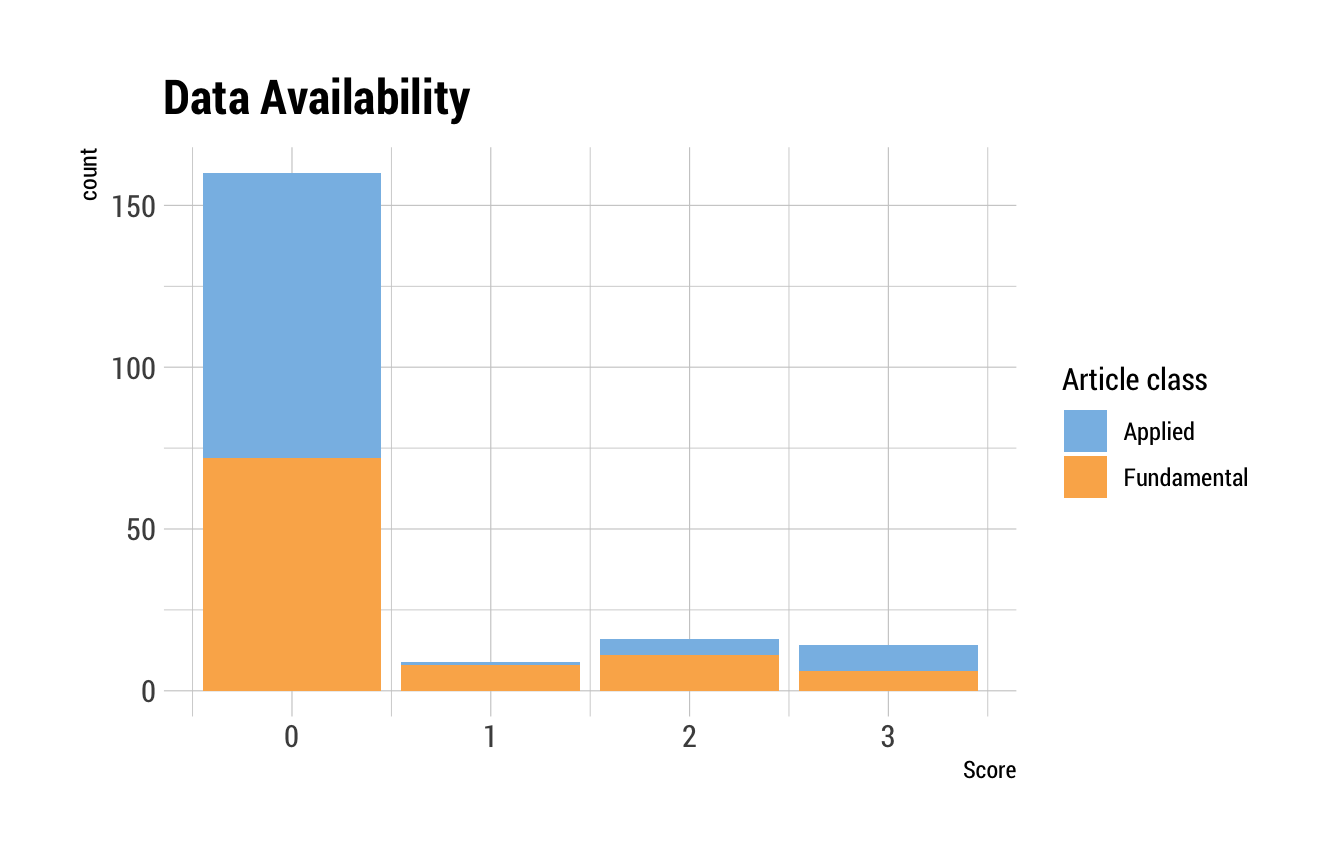 Data Availability
count
150
100
50
0
0 1 2 3
Score
Article class
Applied
Fundamental